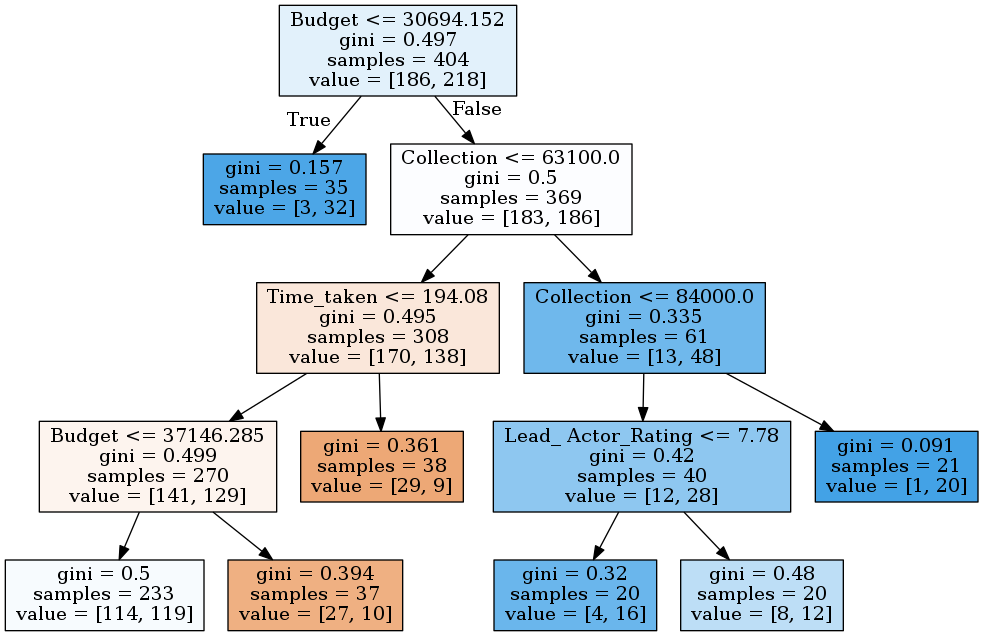 Budget <= 30694.152
gini = 0.497
samples = 404
value = [186, 218]
True
False
gini = 0.157
samples = 35
value = [3, 32]
Collection <= 63100.0
gini = 0.5
samples = 369
value = [183, 186]
Time_taken <= 194.08
gini = 0.495
samples = 308
value = [170, 138]
Collection <= 84000.0
gini = 0.335
samples = 61
value = [13, 48]
Budget <= 37146.285
gini = 0.499
samples = 270
value = [141, 129]
gini = 0.361
samples = 38
value = [29, 9]
Lead_ Actor_Rating <= 7.78
gini = 0.42
samples = 40
value = [12, 28]
gini = 0.091
samples = 21
value = [1, 20]
gini = 0.5
samples = 233
value = [114, 119]
gini = 0.394
samples = 37
value = [27, 10]
gini = 0.32
samples = 20
value = [4, 16]
gini = 0.48
samples = 20
value = [8, 12]